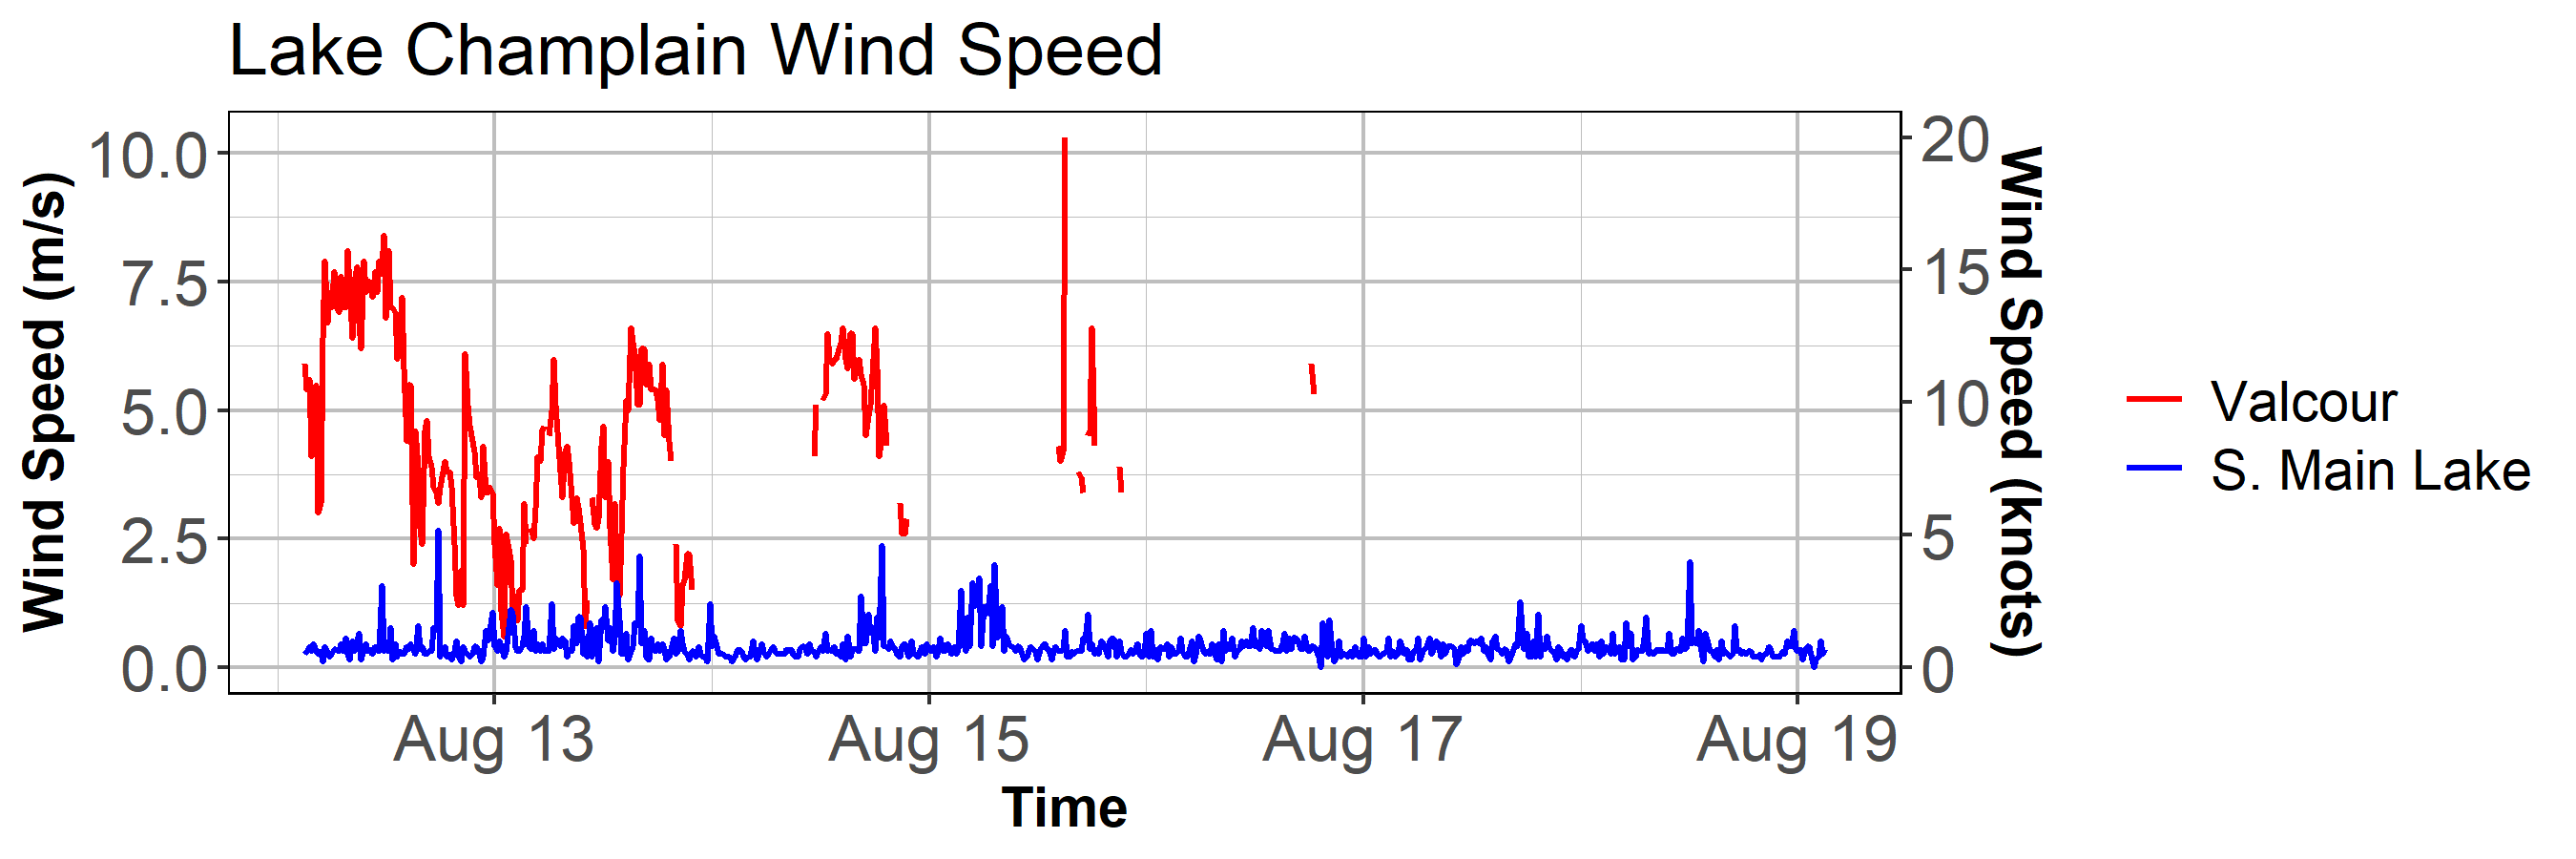 Lake Champlain Wind Speed
Wind Speed (m/s)
10.0
7.5
5.0
2.5
0.0
20
15
10
5
0
Wind Speed (knots)
Aug 13
Aug 15
Aug 17
Aug 19
Time
Valcour
S. Main Lake